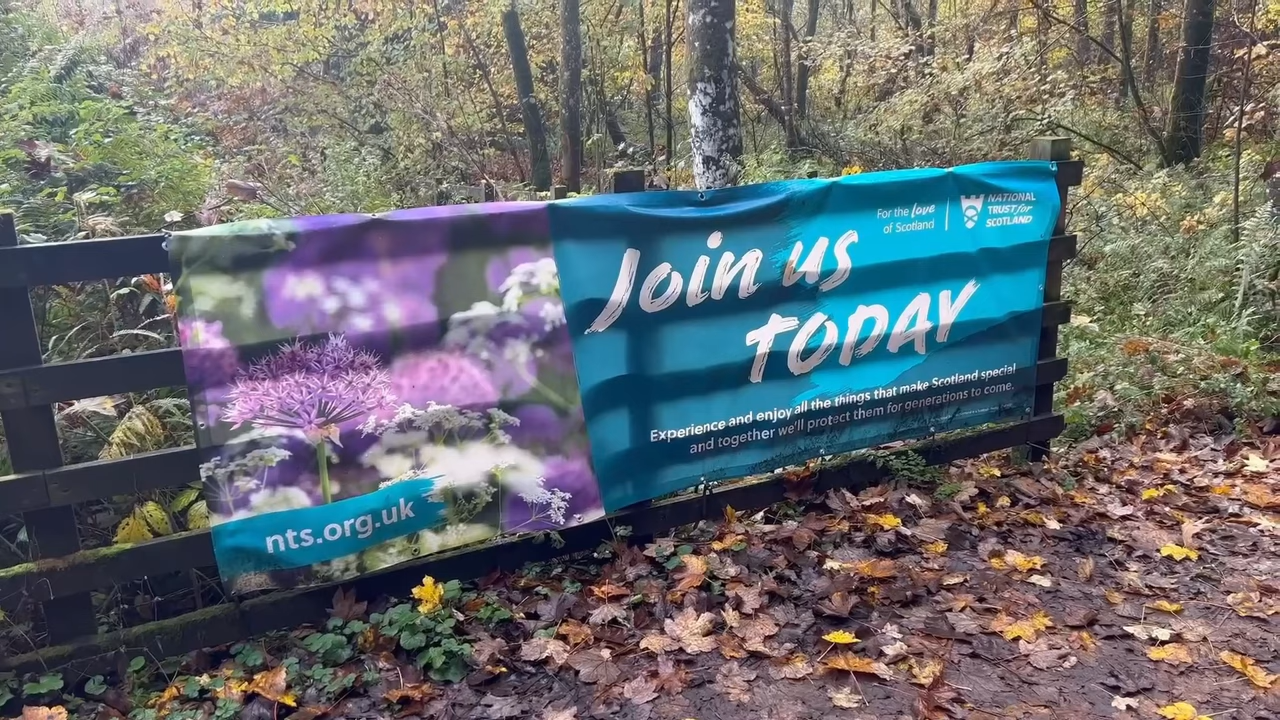 For the love
of Scotland
NATIONAL
TRUST for
SCOTLAND
Join us
TODAY
Experience and enjoy all the things that make Scotland special
and together we'll protect them for generations to come.
nts.org.uk